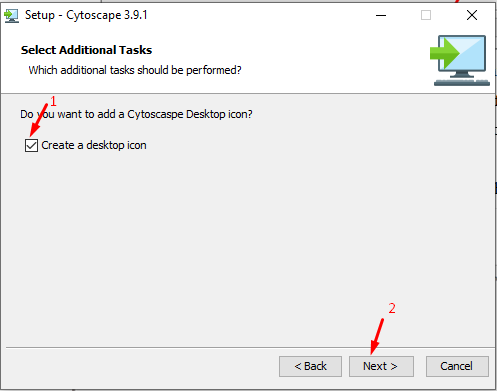 Setup - Cytoscape 3.9.1
Select Additional Tasks
Which additional tasks should be performed?
1
Do you want to add a Cytoscaspe Desktop icon?
Create a desktop icon
2
< Back Next > Cancel